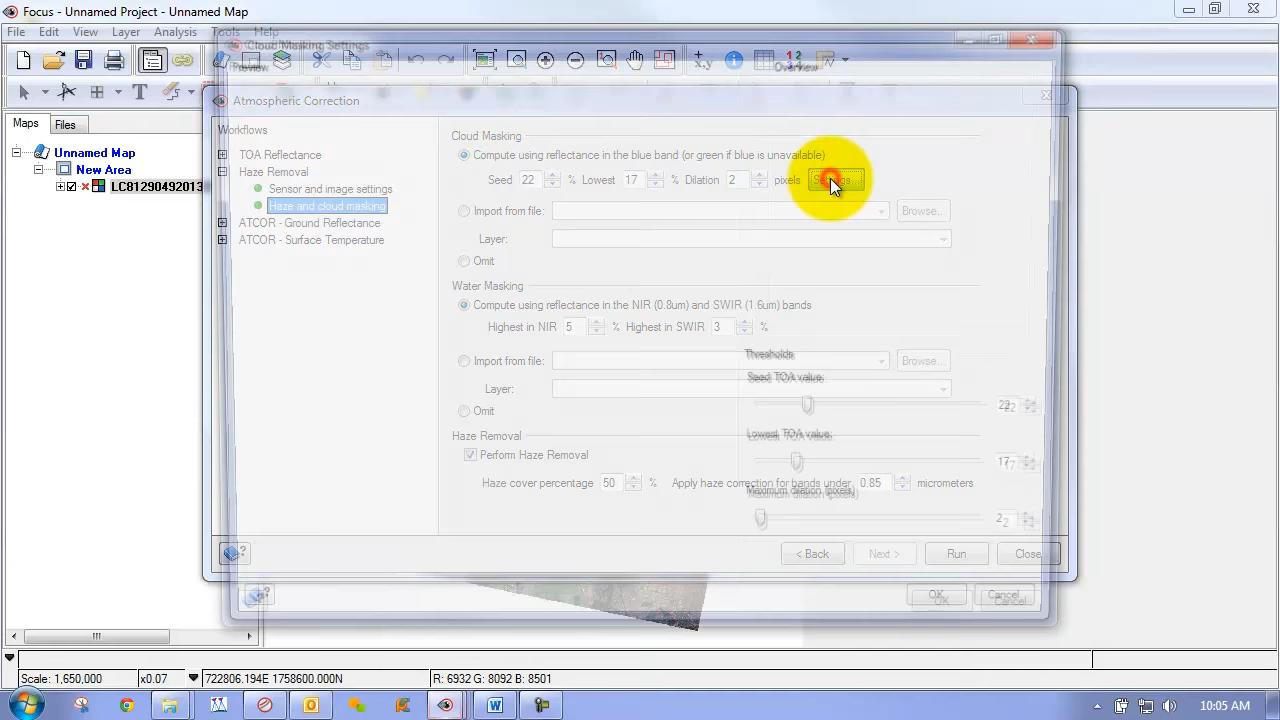 Focus - Unnamed Project - Unnamed Map
File Edit View Layer Analysis Tools Help
Cloud Masking Settings
Preview
Overview
Maps Files
Unnamed Map
New Area
LC81290492013
Atmospheric Correction
Workflows
TOA Reflectance
Haze Removal
Sensor and image settings
Haze and cloud masking
ATCOR - Ground Reflectance
ATCOR - Surface Temperature
Cloud Masking
Compute using reflectance in the blue band (or green if blue is unavailable)
Seed 22 % Lowest 17 % Dilation 2 pixels
Import from file: Browse...
Layer:
Omit
Water Masking
Compute using reflectance in the NIR (0.8um) and SWIR (1.6um) bands
Highest in NIR 5 % Highest in SWIR 3 %
Thresholds
Import from file: Browse...
Seed TOA value:
Layer:
22
Omit
Haze Removal
Lowest TOA value:
Perform Haze Removal
17
Haze cover percentage 50 % Apply haze correction for bands under 0.85 micrometers
Maximum dilation (pixels)
2
< Back Next > Run Close
OK Cancel
Scale: 1,650,000 x0.07 722806.194E 1758600.000N R: 6932 G: 8092 B: 8501
10:05 AM